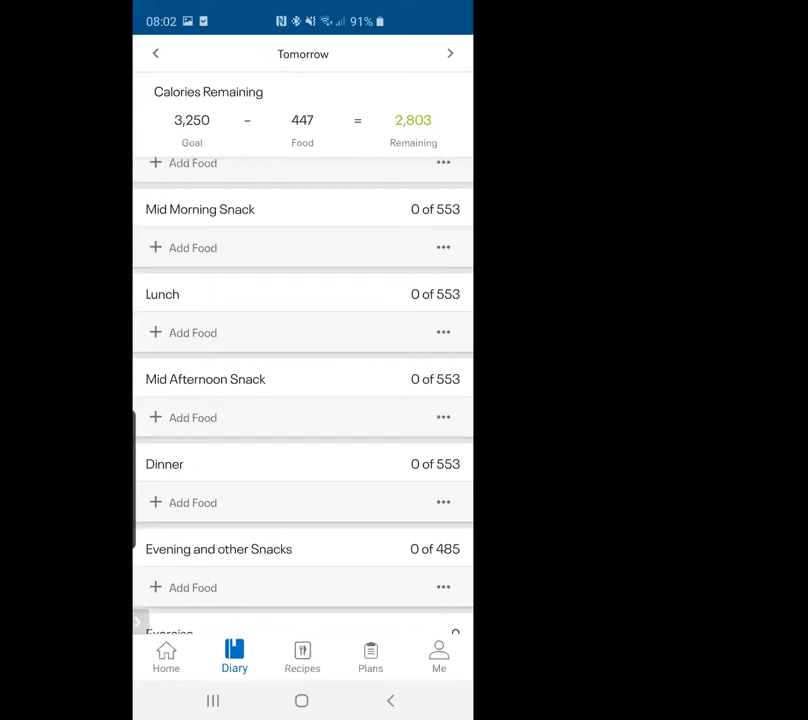 08:02 91%
Tomorrow
Calories Remaining
3,250 - 447 = 2,803
Goal Food Remaining
+ Add Food
Mid Morning Snack 0 of 553
+ Add Food
Lunch 0 of 553
+ Add Food
Mid Afternoon Snack 0 of 553
+ Add Food
Dinner 0 of 553
+ Add Food
Evening and other Snacks 0 of 485
+ Add Food
Exercise 0
Home Diary Recipes Plans Me